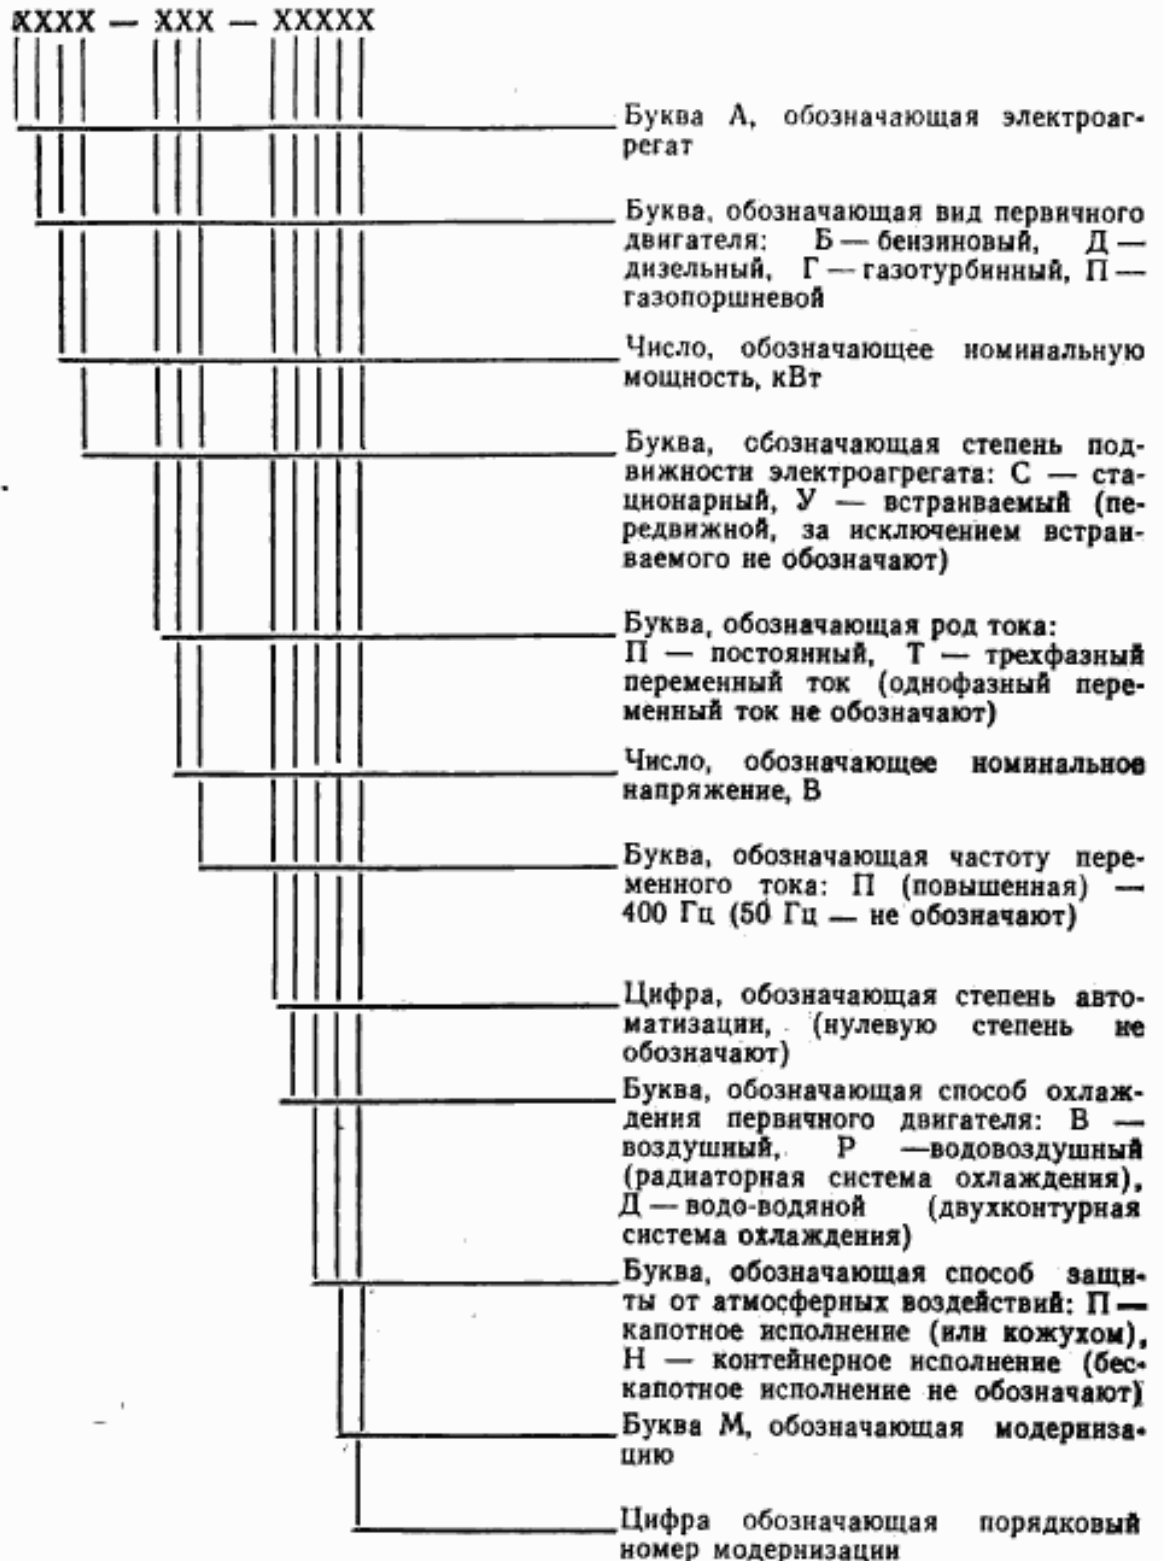 XXXX — XXX — XXXXX
Буква А, обозначающая электроаг-
регат
Буква, обозначающая вид первичного
двигателя: Б — бензиновый, Д —
дизельный, Г — газотурбинный, П —
газопоршневой
Число, обозначающее номинальную
мощность, кВт
Буква, обозначающая степень под-
вижности электроагрегата: С — ста-
ционарный, У — встраиваемый (пе-
редвижной, за исключением встраи-
ваемого не обозначают)
Буква, обозначающая род тока:
П — постоянный, Т — трехфазный
переменный ток (однофазный пере-
менный ток не обозначают)
Число, обозначающее номинальное
напряжение, В
Буква, обозначающая частоту пере-
менного тока: П (повышенная) —
400 Гц (50 Гц — не обозначают)
Цифра, обозначающая степень авто-
матизации, (нулевую степень не
обозначают)
Буква, обозначающая способ охлаж-
дения первичного двигателя: В —
воздушный, Р —водовоздушный
(радиаторная система охлаждения),
Д — водо-водяной (двухконтурная
система охлаждения)
Буква, обозначающая способ защи-
ты от атмосферных воздействий: П —
капотное исполнение (или кожухом),
Н — контейнерное исполнение (бес-
капотное исполнение не обозначают)
Буква М, обозначающая модерниза-
цию
Цифра обозначающая порядковый
номер модернизации